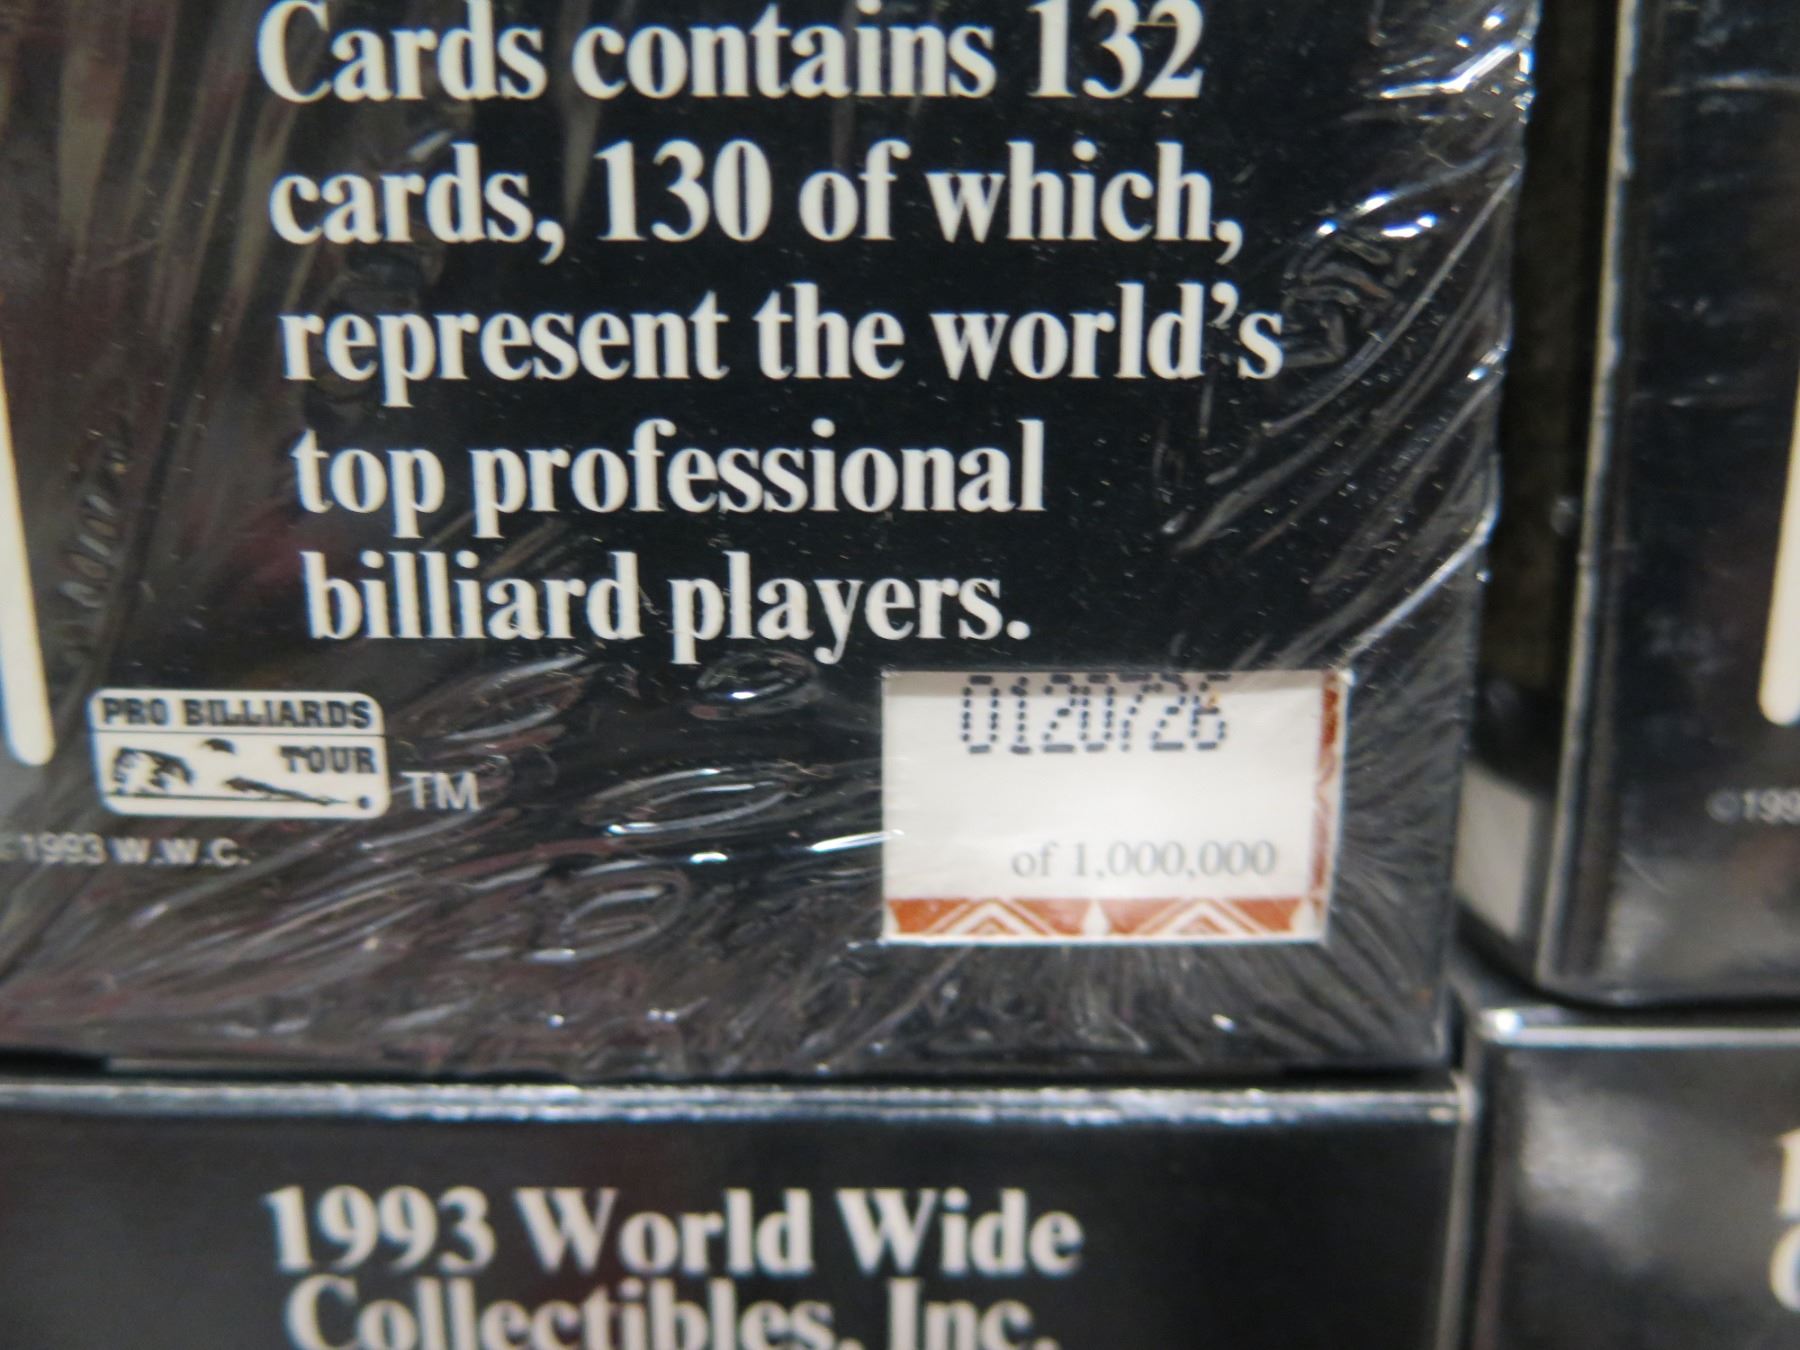 Cards contains 132
cards, 130 of which,
represent the world's
top professional
billiard players.
PRO BILLIARDS
TOUR
TM
1993 W.W.C.
0120726
of 1,000,000
©199
1993 World Wide
Collectibles, Inc.